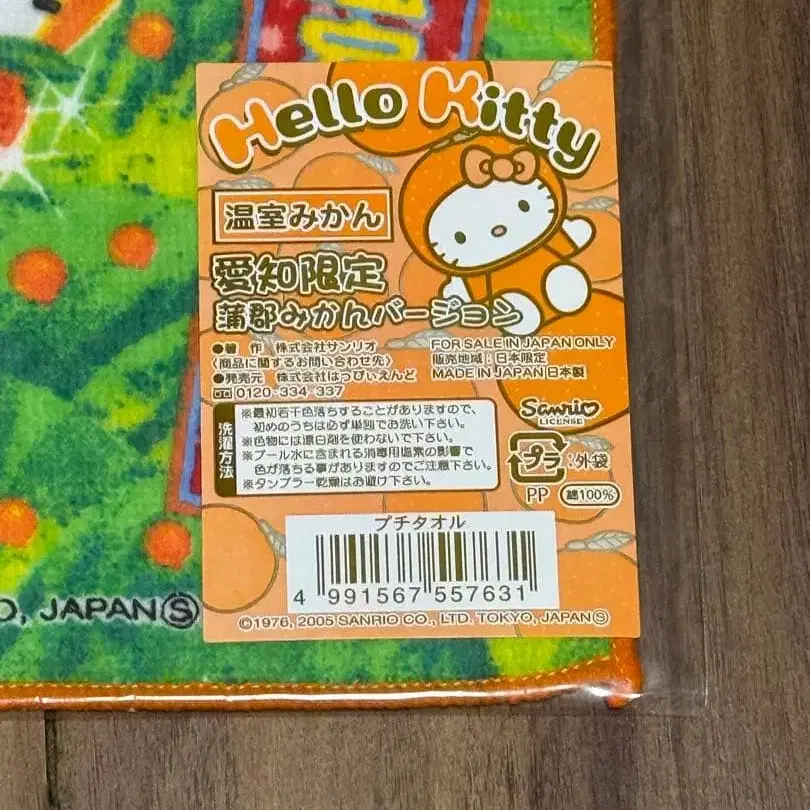 Hello Kitty
温室みかん
愛知限定
蒲郡みかんバージョン
●著 作 株式会社サンリオ
〈商品に関するお問い合わせ先〉
●発売元 株式会社はっぴぃえんど
0120-334-337
FOR SALE IN JAPAN ONLY
販売地域:日本限定
MADE IN JAPAN 日本製
洗濯方法
※最初若干色落ちすることがありますので、
初めのうちは必ず単独でお洗い下さい。
※色物には漂白剤を使わないで下さい。
※プール水に含まれる消毒用塩素の影響で
色が落ちる事がありますのでご注意下さい。
※タンブラー乾燥はお避け下さい。
Sanrio
LICENSE
プラ:外袋
PP 綿100%
プチタオル
4 991567 557631
©1976, 2005 SANRIO CO., LTD. TOKYO, JAPAN Ⓢ
O, JAPAN Ⓢ